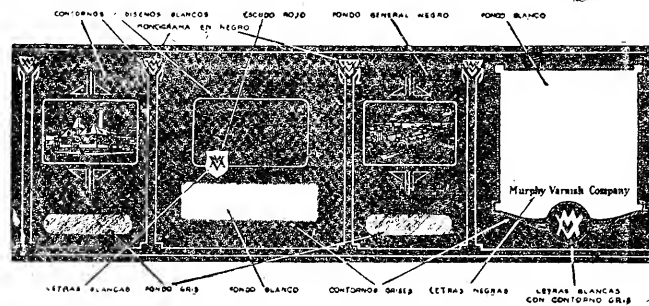 CONTORNOS Y DISEÑOS BLANCOS
ESCUDO ROJO
FONDO GENERAL NEGRO
FONDO BLANCO
MONOGRAMA EN NEGRO
Murphy Varnish Company
LETRAS BLANCAS
FONDO GRIS
FONDO BLANCO
CONTORNOS GRISES
LETRAS NEGRAS
LETRAS BLANCAS
CON CONTORNO GRIS